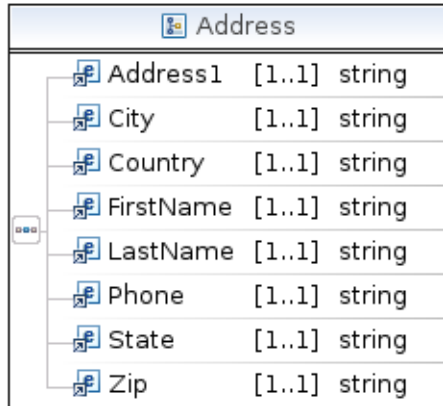 Address
Address1 [1..1] string
City [1..1] string
Country [1..1] string
FirstName [1..1] string
LastName [1..1] string
Phone [1..1] string
State [1..1] string
Zip [1..1] string